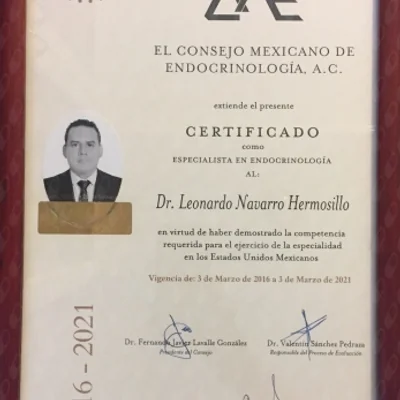 EL CONSEJO MEXICANO DE
ENDOCRINOLOGÍA, A.C.
extiende el presente
CERTIFICADO
como
ESPECIALISTA EN ENDOCRINOLOGÍA
AL:
Dr. Leonardo Navarro Hermosillo
en virtud de haber demostrado la competencia
requerida para el ejercicio de la especialidad
en los Estados Unidos Mexicanos
Vigencia de: 3 de Marzo de 2016 a 3 de Marzo de 2021
Dr. Fernando Javier Lavalle González
Presidente del Consejo
Dr. Valentín Sánchez Pedraza
Responsable del Proceso de Evaluación
16 - 2021